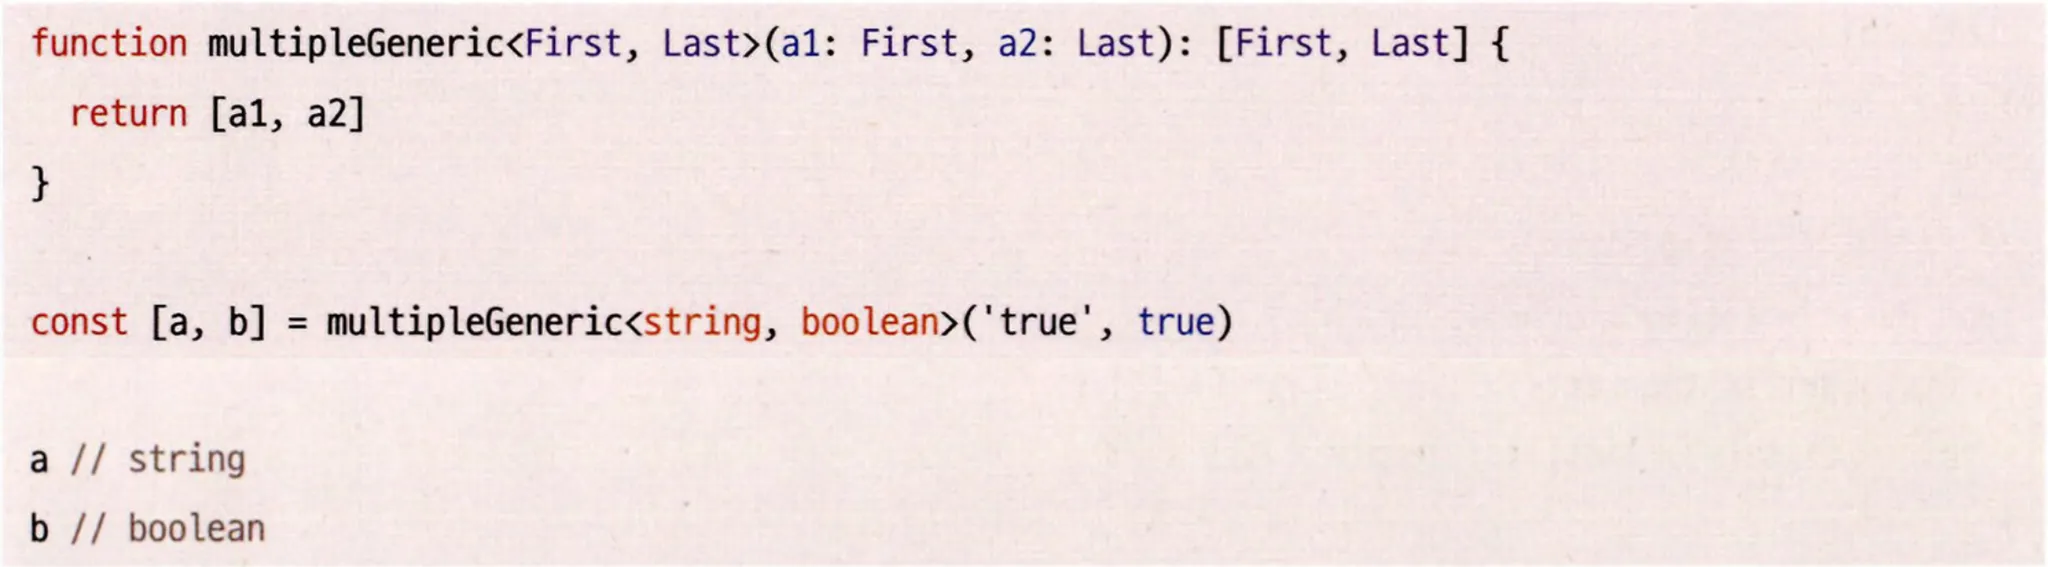 function multipleGeneric<First, Last>(a1: First, a2: Last): [First, Last] {
  return [a1, a2]
}

const [a, b] = multipleGeneric<string, boolean>('true', true)

a // string
b // boolean